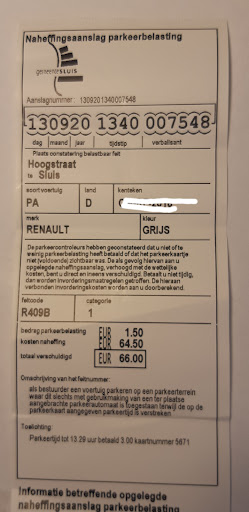 Naheffingsaanslag parkeerbelasting
gemeente SLUIS
Aanslagnummer : 1309201340007548
130920 1340 007548
dag maand jaar tijdstip verbalisant
Plaats constatering belastbaar feit
Hoogstraat
te Sluis
soort voertuig land kenteken
PA D
merk kleur
RENAULT GRIJS
De parkeercontroleurs hebben geconstateerd dat u niet of te
weinig parkeerbelasting heeft betaald of dat het parkeerkaartje
niet (voldoende) zichtbaar was. De als gevolg hiervan aan u
opgelegde naheffingsaanslag, verhoogd met de wettelijke
kosten, bent u direct en ineens verschuldigd. Betaalt u niet tijdig,
dan worden invorderingsmaatregelen getroffen. De hieraan
verbonden invorderingskosten worden aan u doorberekend.
feitcode categorie
R409B 1
bedrag parkeerbelasting EUR 1.50
kosten naheffing EUR 64.50
totaal verschuldigd EUR 66.00
Omschrijving van het feitnummer:
als bestuurder een voertuig parkeren op een parkeerterrein
waar dit slechts met gebruikmaking van een ter plaatse
aangebrachte parkeerautomaat is toegestaan terwijl de op de
parkeerkaart aangegeven parkeertijd is verstreken
Toelichting:
Parkeertijd tot 13.29 uur betaald 3.00 kaartnummer 5671
Informatie betreffende opgelegde
naheffingsaanslag parkeerbelasting